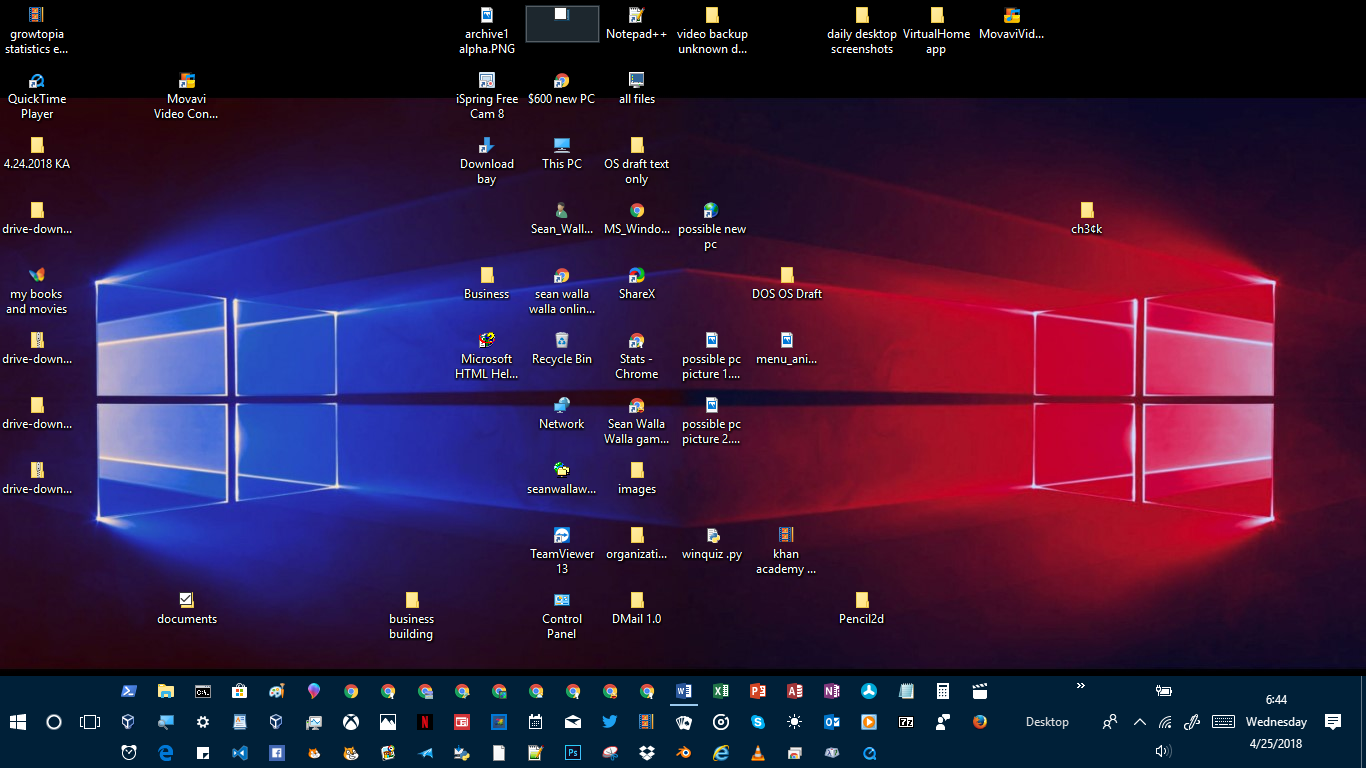 growtopia
statistics e...
archive1
alpha.PNG
Notepad++
video backup
unknown d...
daily desktop
screenshots
VirtualHome
app
MovaviVid...
QuickTime
Player
Movavi
Video Con...
iSpring Free
Cam 8
$600 new PC
all files
4.24.2018 KA
Download
bay
This PC
OS draft text
only
drive-down...
Sean_Wall...
MS_Windo...
possible new
pc
ch3¢k
my books
and movies
Business
sean walla
walla onlin...
ShareX
DOS OS Draft
drive-down...
Microsoft
HTML Hel...
Recycle Bin
Stats -
Chrome
possible pc
picture 1....
menu_ani...
drive-down...
Network
Sean Walla
Walla gam...
possible pc
picture 2....
drive-down...
seanwallaw...
images
TeamViewer
13
organizati...
winquiz .py
khan
academy ...
documents
business
building
Control
Panel
DMail 1.0
Pencil2d
Desktop
6:44
Wednesday
4/25/2018